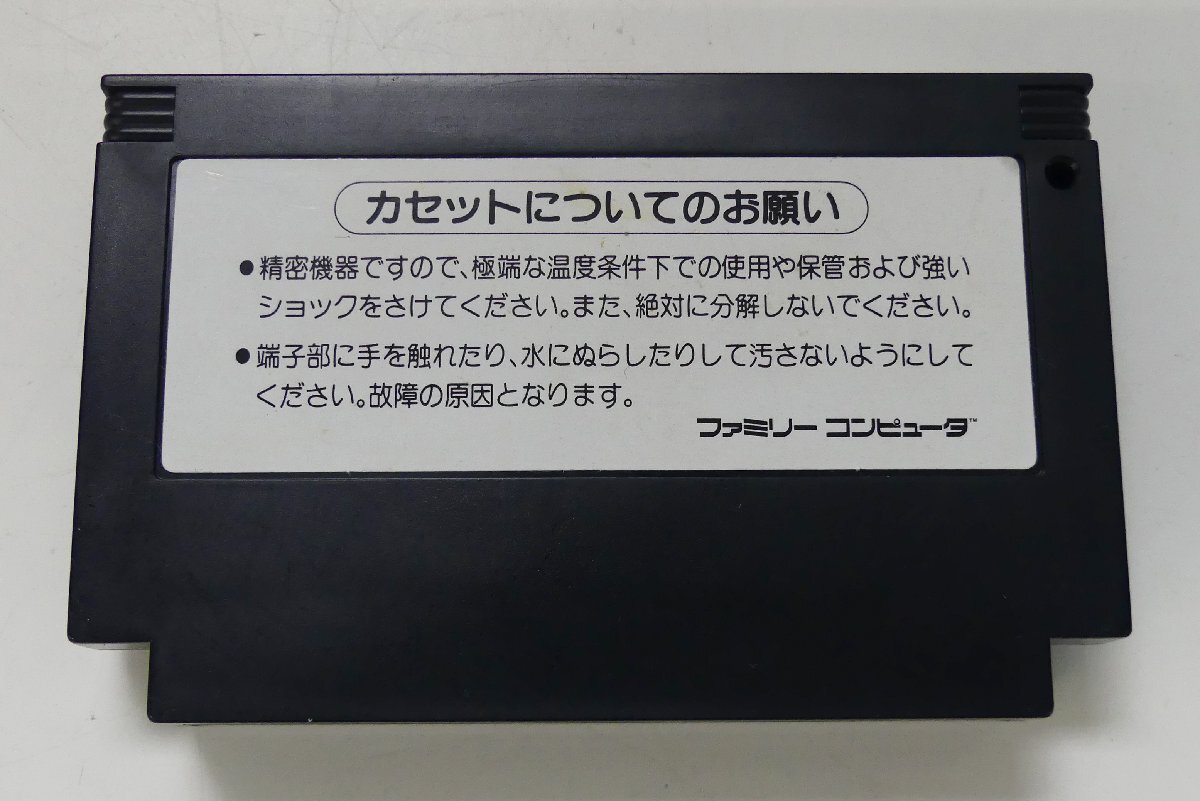 カセットについてのお願い
●精密機器ですので、極端な温度条件下での使用や保管および強い
ショックをさけてください。また、絶対に分解しないでください。
●端子部に手を触れたり、水にぬらしたりして汚さないようにして
ください。故障の原因となります。
ファミリー コンピュータ™